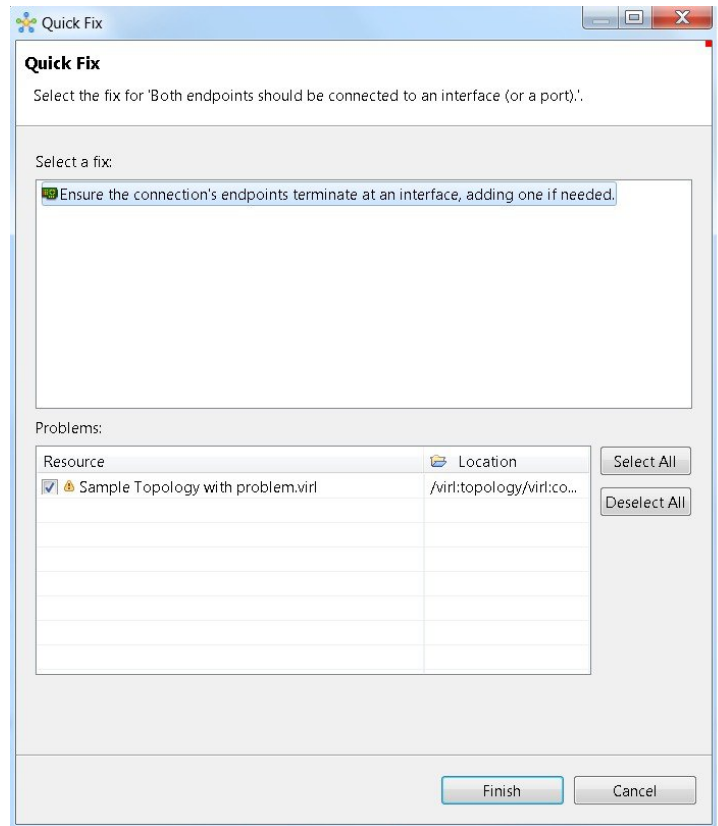 Quick Fix
Quick Fix
Select the fix for 'Both endpoints should be connected to an interface (or a port).'.
Select a fix:
Ensure the connection's endpoints terminate at an interface, adding one if needed.
Problems:
Resource
Location
Select All
Sample Topology with problem.virl
/virl:topology/virl:co...
Deselect All
Finish
Cancel